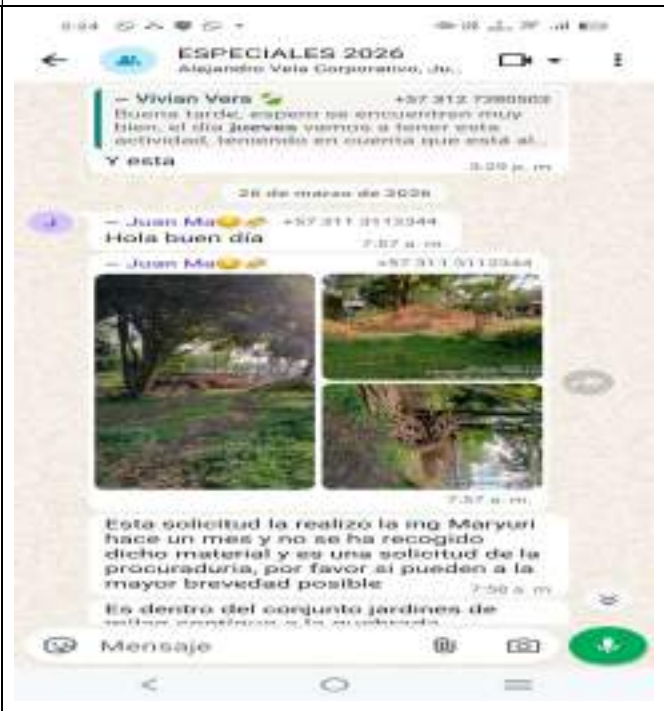 ESPECIALES 2026
Alejandro Vela Corporativo, Ju...
~ Vivian Vera +57 312 7380503
Buena tarde, espero se encuentren muy
bien, el día jueves vamos a tener esta
actividad, teniendo en cuenta que está al...
Y esta
3:29 p. m.
26 de marzo de 2026
~ Juan Ma +57 311 3113344
Hola buen día
7:57 a. m.
~ Juan Ma +57 311 3113344
7:57 a. m.
Esta solicitud la realizo la ing Maryuri
hace un mes y no se ha recogido
dicho material y es una solicitud de la
procuraduria, por favor si pueden a la
mayor brevedad posible
7:58 a. m.
Es dentro del conjunto jardines de
Mensaje